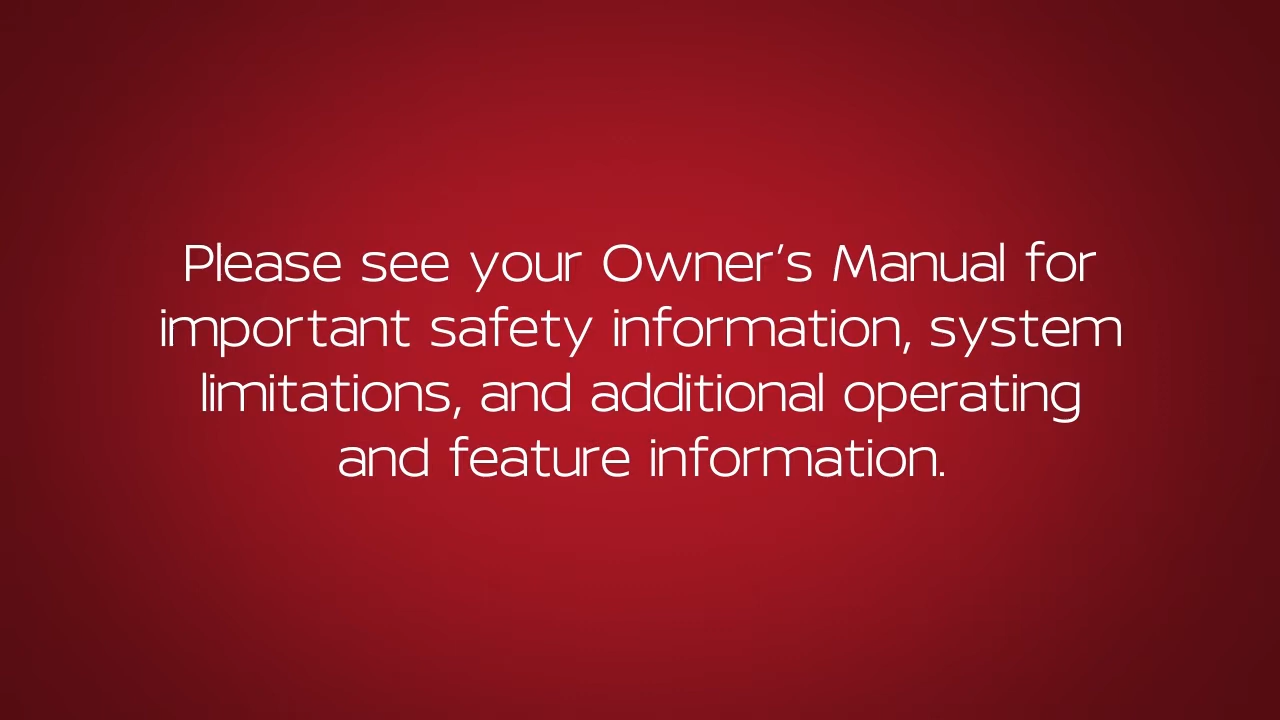 Please see your Owner’s Manual for
important safety information, system
limitations, and additional operating
and feature information.